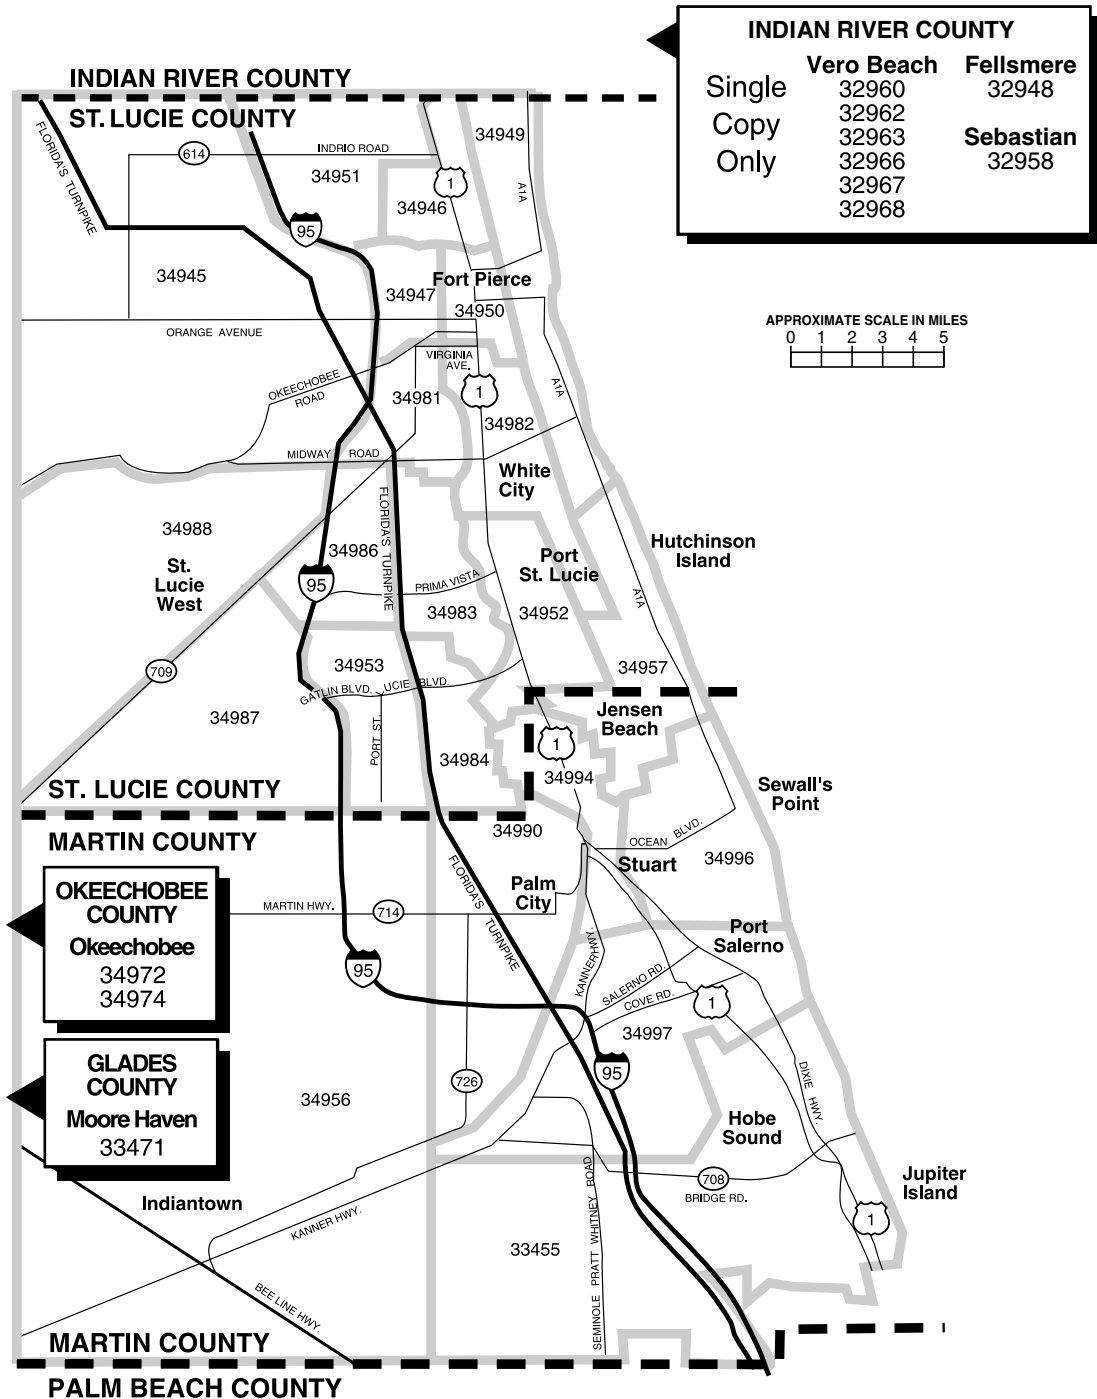 INDIAN RIVER COUNTY
Vero Beach
Fellsmere
Single
Copy
Only
32960
32962
32963
32966
32967
32968
32948
Sebastian
32958
INDIAN RIVER COUNTY
ST. LUCIE COUNTY
FLORIDA'S TURNPIKE
614
INDRIO ROAD
34949
34951
1
A1A
34946
95
34945
Fort Pierce
34947
34950
ORANGE AVENUE
APPROXIMATE SCALE IN MILES
0 1 2 3 4 5
VIRGINIA
AVE.
OKEECHOBEE
ROAD
34981
1
A1A
34982
MIDWAY ROAD
White
City
FLORIDA'S TURNPIKE
34988
34986
Hutchinson
Island
Port
St. Lucie
St.
Lucie
West
95
PRIMA VISTA
34983
34952
A1A
709
34953
34957
GATLIN BLVD.
UCIE BLVD.
34987
PORT ST.
Jensen
Beach
1
34984
34994
ST. LUCIE COUNTY
Sewall's
Point
MARTIN COUNTY
34990
OCEAN BLVD.
Stuart
34996
OKEECHOBEE
COUNTY
Okeechobee
34972
34974
FLORIDA'S TURNPIKE
Palm
City
MARTIN HWY.
714
Port
Salerno
95
KANNER HWY.
SALERNO RD.
COVE RD.
1
34997
GLADES
COUNTY
Moore Haven
33471
34956
726
95
DIXIE HWY.
Hobe
Sound
708
BRIDGE RD.
Jupiter
Island
Indiantown
KANNER HWY.
SEMINOLE PRATT WHITNEY ROAD
1
33455
BEE LINE HWY.
MARTIN COUNTY
PALM BEACH COUNTY